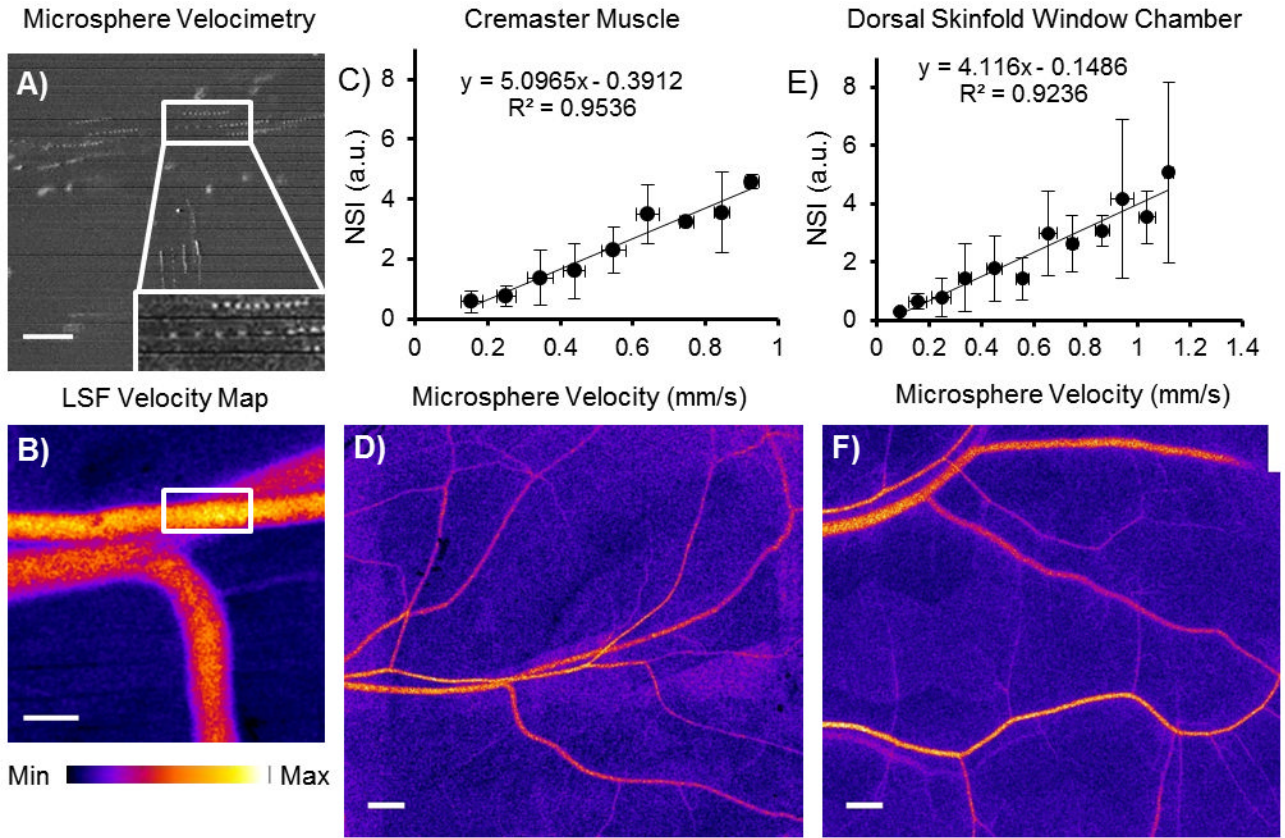 Microsphere Velocimetry
Cremaster Muscle
Dorsal Skinfold Window Chamber
A)
C)
y = 5.0965x - 0.3912
R² = 0.9536
NSI (a.u.)
8
6
4
2
0
0
0.2
0.4
0.6
0.8
1
Microsphere Velocity (mm/s)
E)
y = 4.116x - 0.1486
R² = 0.9236
NSI (a.u.)
8
6
4
2
0
0
0.2
0.4
0.6
0.8
1
1.2
1.4
Microsphere Velocity (mm/s)
LSF Velocity Map
B)
Min
Max
D)
F)